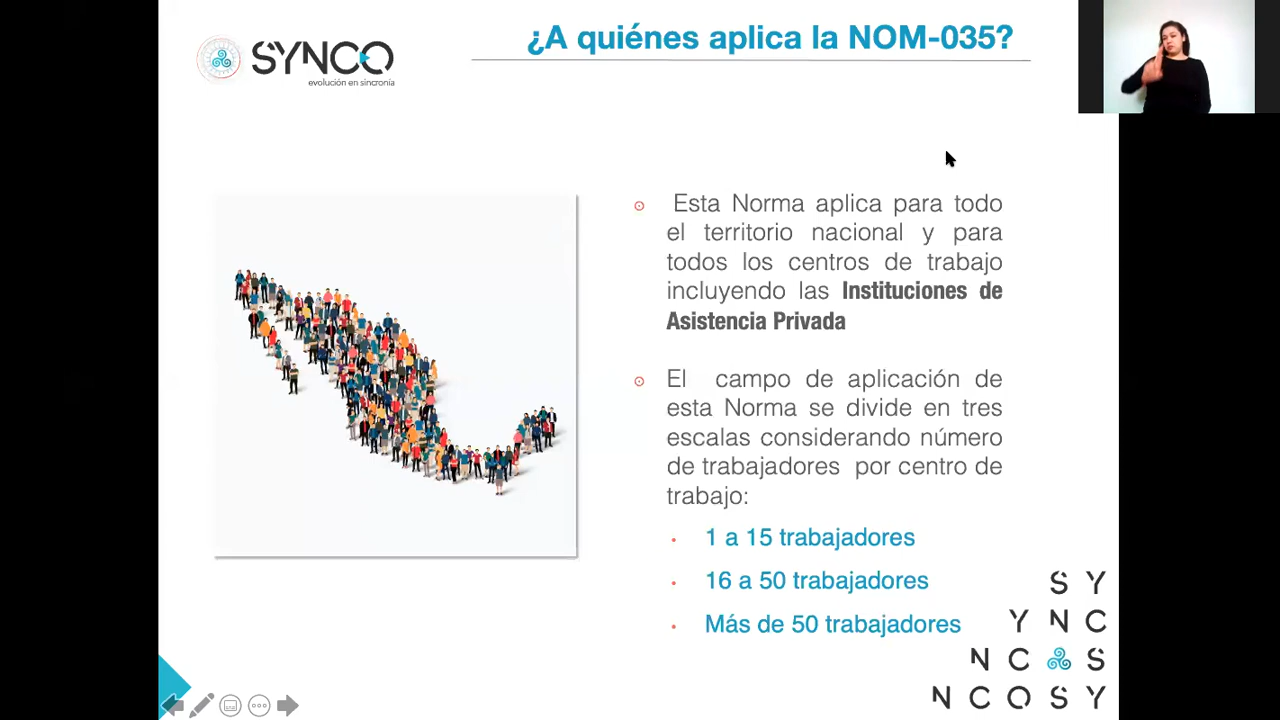 SYNCO
evolución en sincronía
¿A quiénes aplica la NOM-035?
Esta Norma aplica para todo
el territorio nacional y para
todos los centros de trabajo
incluyendo las Instituciones de
Asistencia Privada
El campo de aplicación de
esta Norma se divide en tres
escalas considerando número
de trabajadores por centro de
trabajo:
1 a 15 trabajadores
16 a 50 trabajadores
Más de 50 trabajadores
S Y
Y N C
N C S
N C O S Y